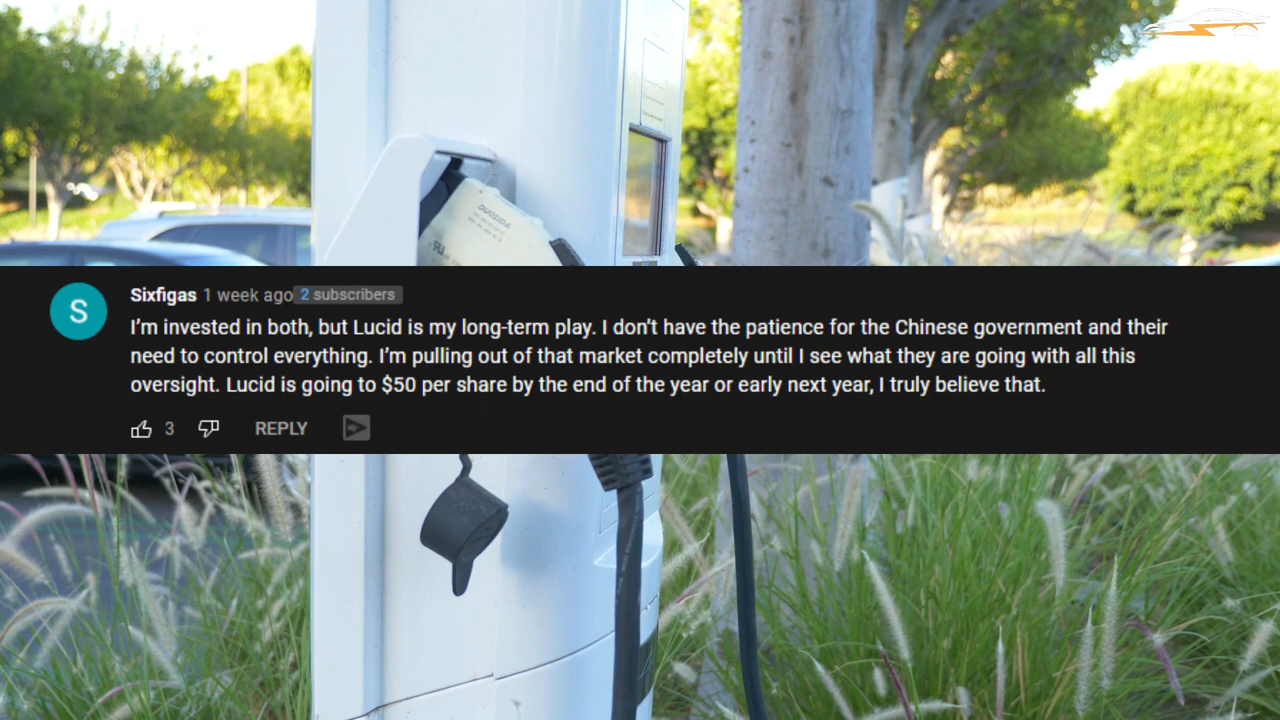 DUOSIDA
Sixfigas 1 week ago 2 subscribers
I'm invested in both, but Lucid is my long-term play. I don't have the patience for the Chinese government and their
need to control everything. I'm pulling out of that market completely until I see what they are going with all this
oversight. Lucid is going to $50 per share by the end of the year or early next year, I truly believe that.
3 REPLY